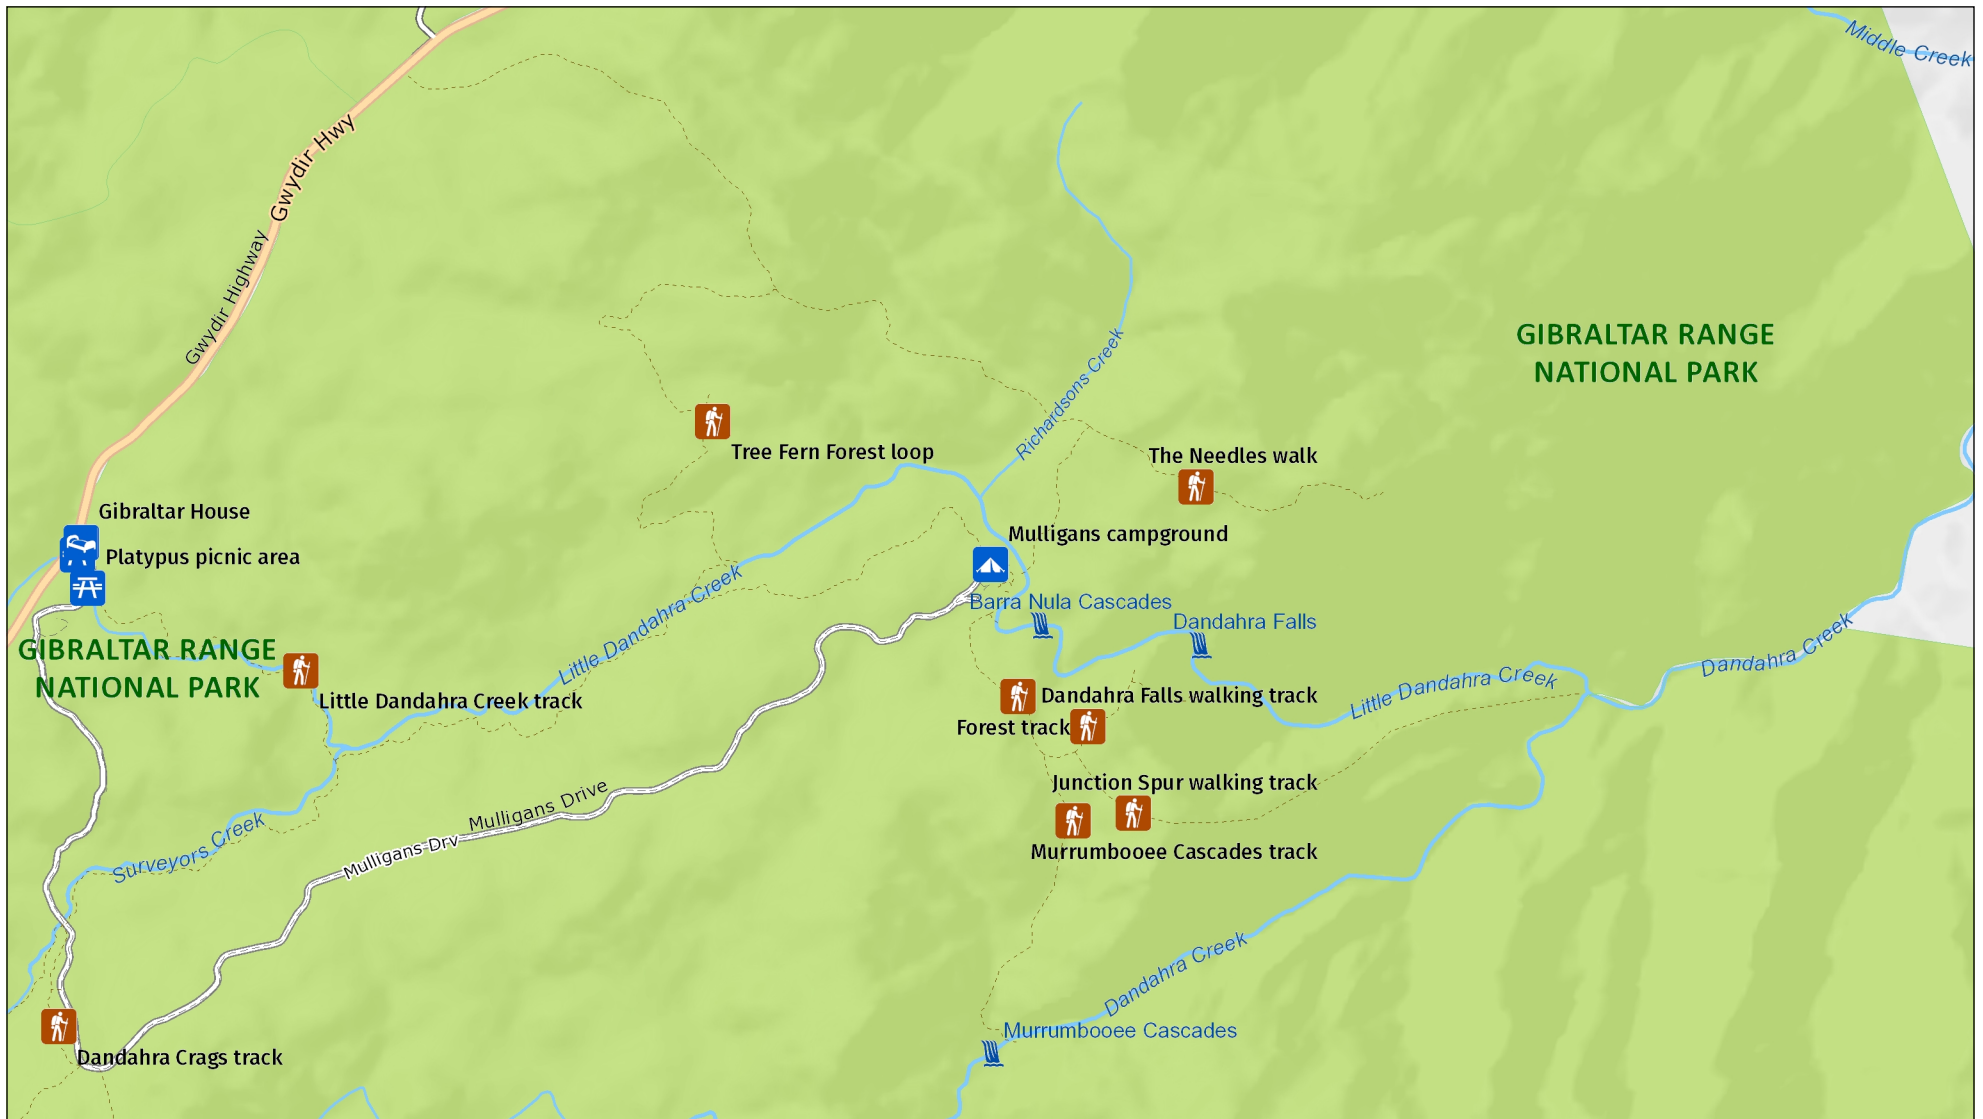 Middle Creek
Gwydir Hwy
Gwydir Highway
Richardsons Creek
GIBRALTAR RANGE
NATIONAL PARK
Tree Fern Forest loop
The Needles walk
Gibraltar House
Mulligans campground
Platypus picnic area
Little Dandahra Creek
Barra Nula Cascades
Dandahra Falls
GIBRALTAR RANGE
NATIONAL PARK
Dandahra Creek
Little Dandahra Creek track
Dandahra Falls walking track
Little Dandahra Creek
Forest track
Junction Spur walking track
Mulligans Drive
Mulligans Drv
Surveyors Creek
Murrumbooee Cascades track
Dandahra Creek
Murrumbooee Cascades
Dandahra Crags track